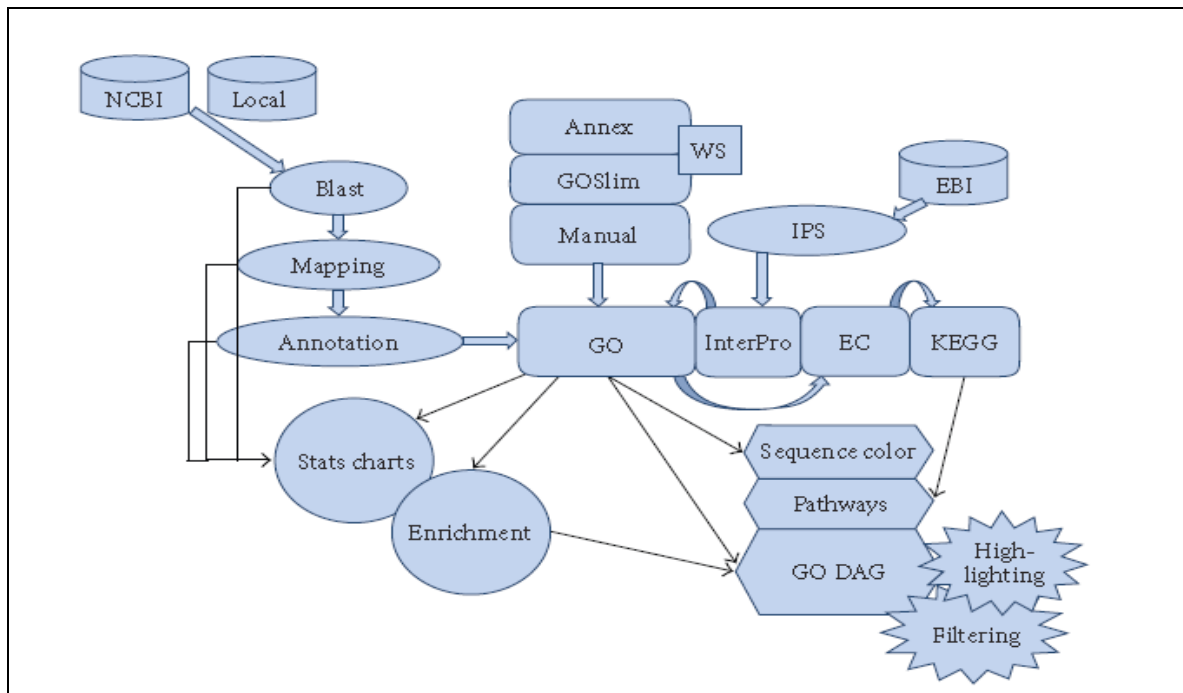 NCBI
Local
Annex
WS
GOSlim
Manual
EBI
Blast
IPS
Mapping
Annotation
GO
InterPro
EC
KEGG
Stats charts
Enrichment
Sequence color
Pathways
GO DAG
High-
lighting
Filtering